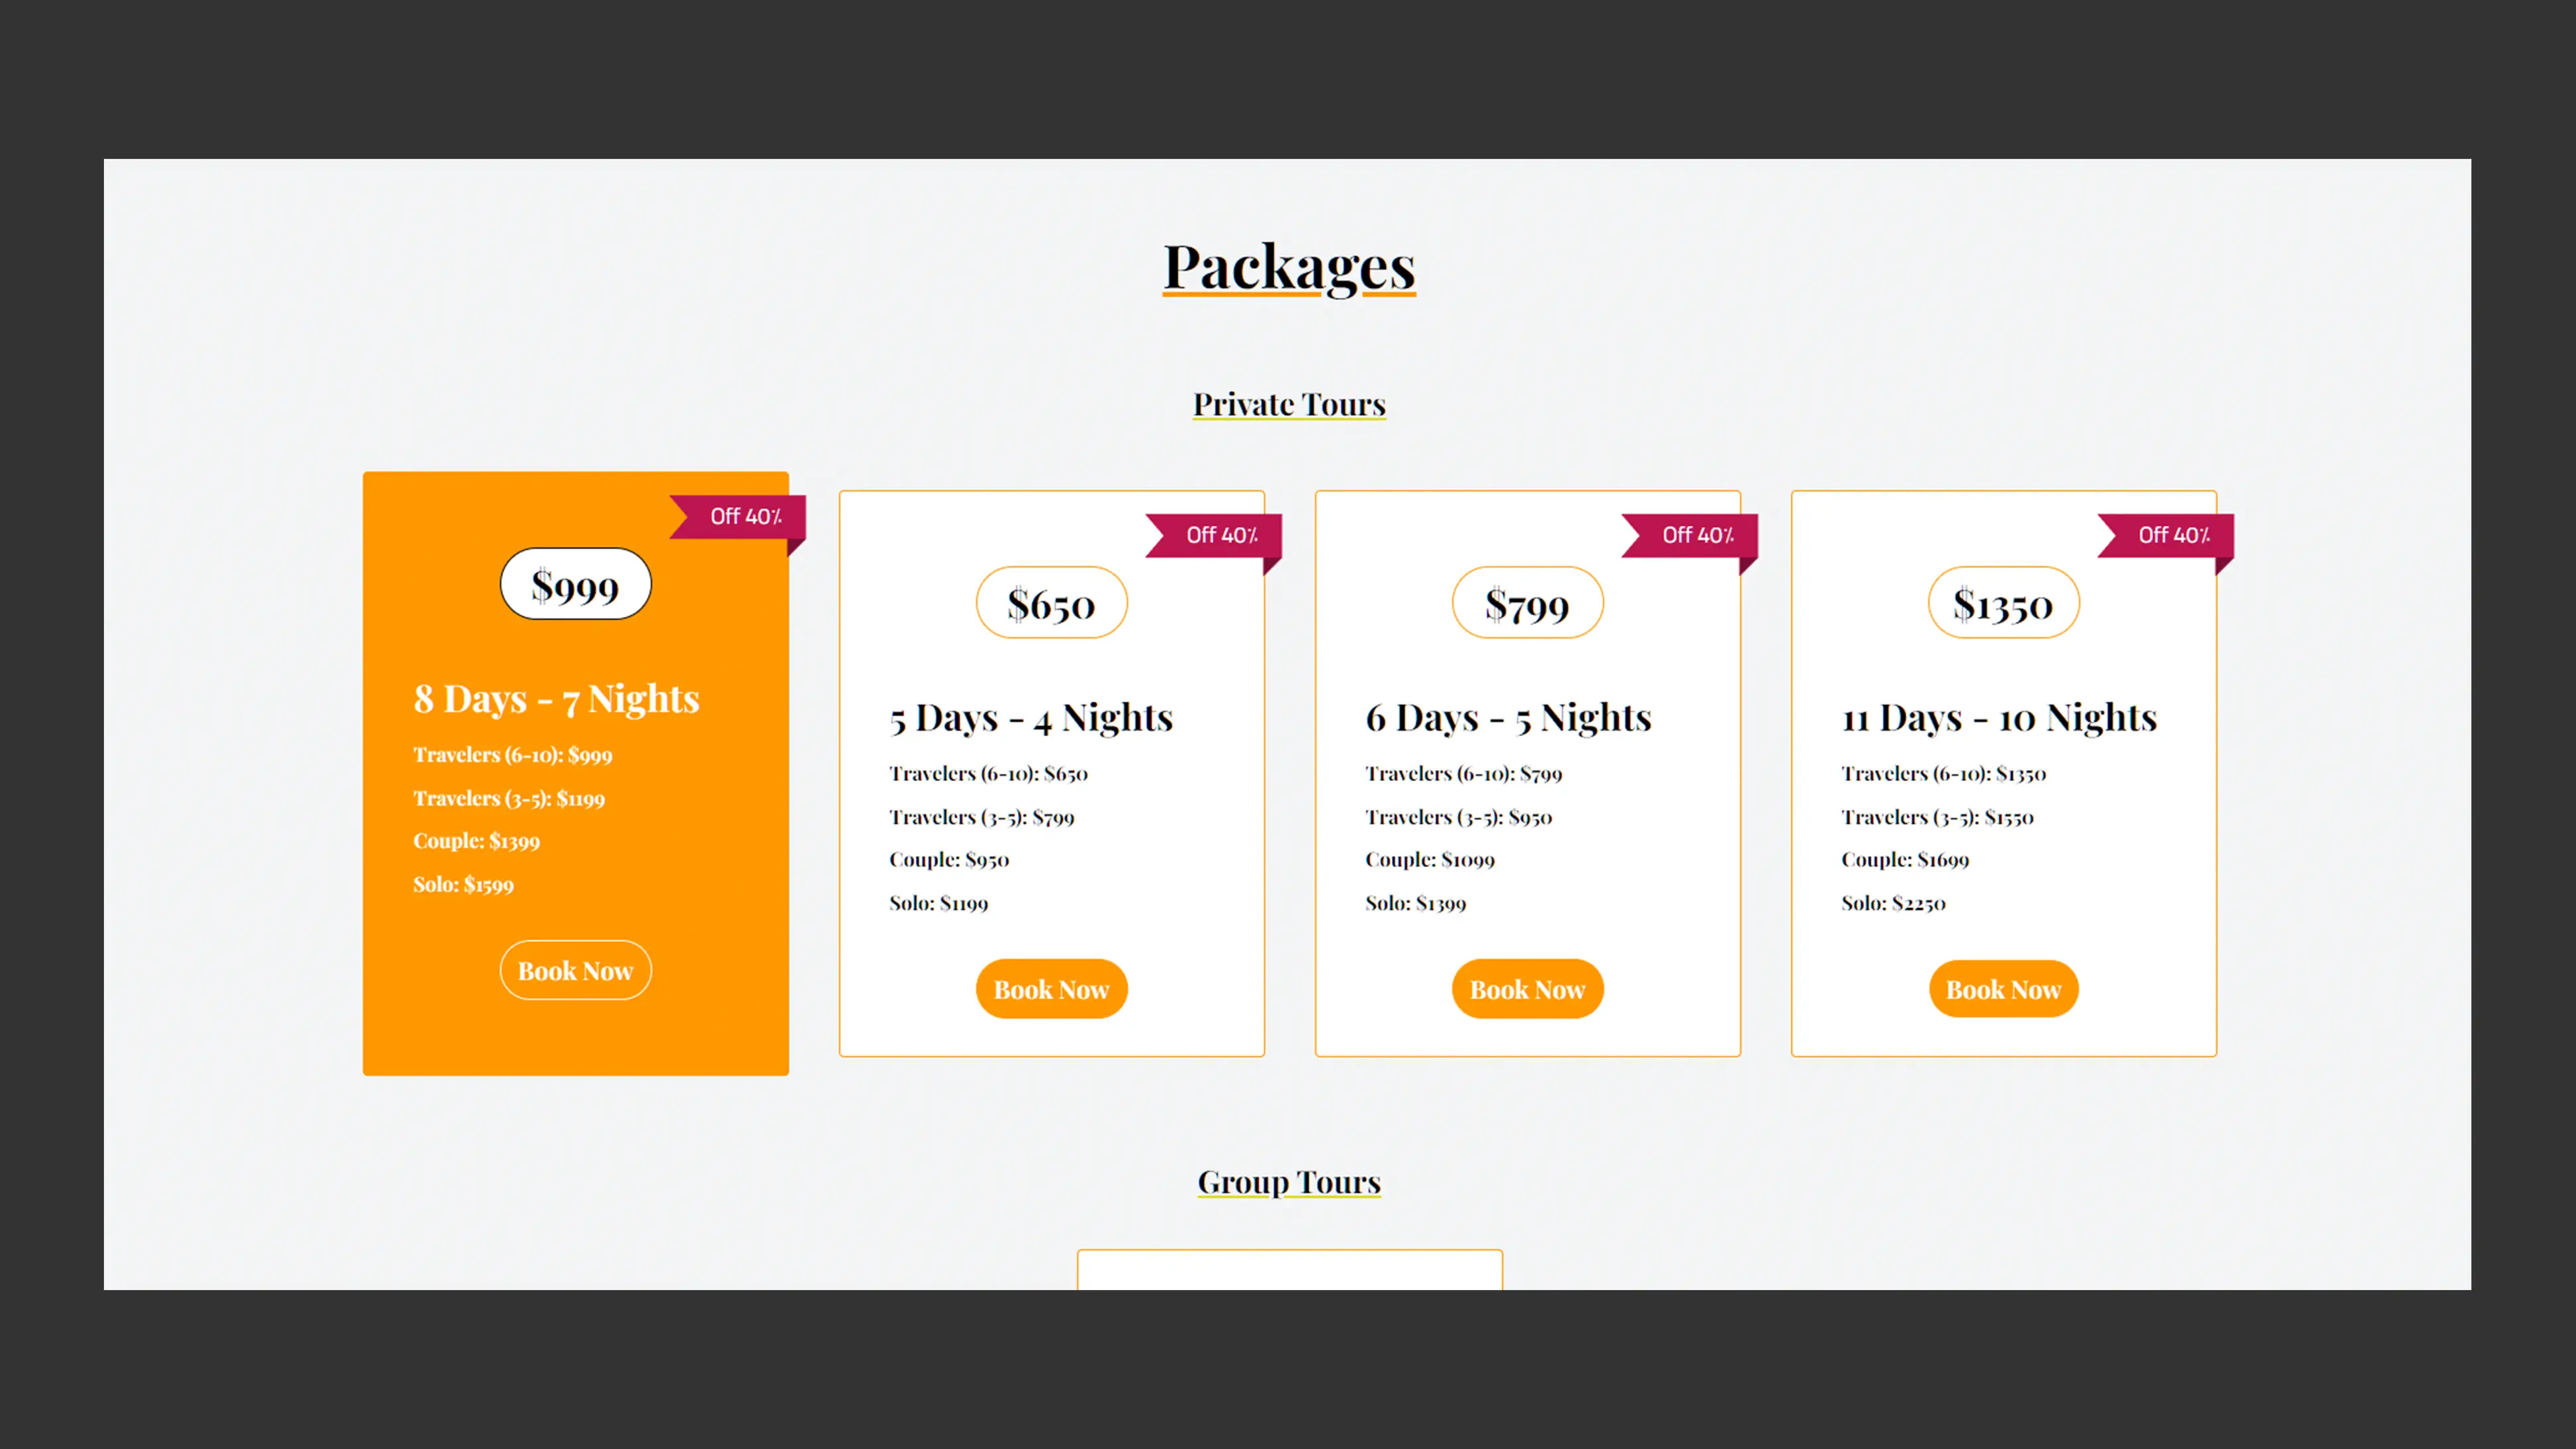 Packages
Private Tours
Off 40%
$999
8 Days - 7 Nights
Travelers (6-10): $999
Travelers (3-5): $1199
Couple: $1399
Solo: $1599
Book Now
Off 40%
$650
5 Days - 4 Nights
Travelers (6-10): $650
Travelers (3-5): $799
Couple: $950
Solo: $1199
Book Now
Off 40%
$799
6 Days - 5 Nights
Travelers (6-10): $799
Travelers (3-5): $950
Couple: $1099
Solo: $1399
Book Now
Off 40%
$1350
11 Days - 10 Nights
Travelers (6-10): $1350
Travelers (3-5): $1550
Couple: $1699
Solo: $2250
Book Now
Group Tours